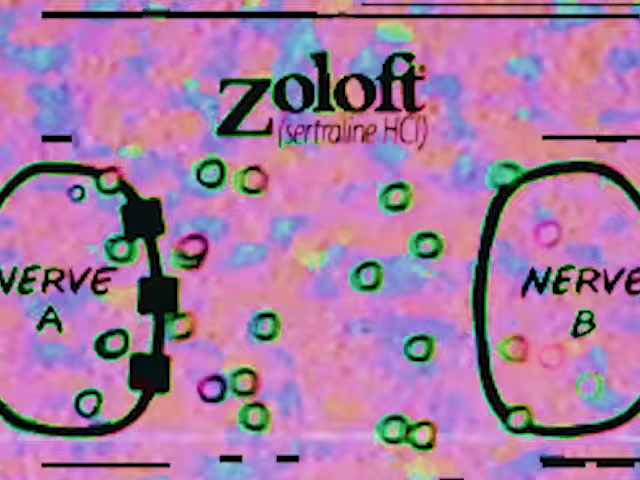 Zoloft
(sertraline HCl)
NERVE
A
NERVE
B